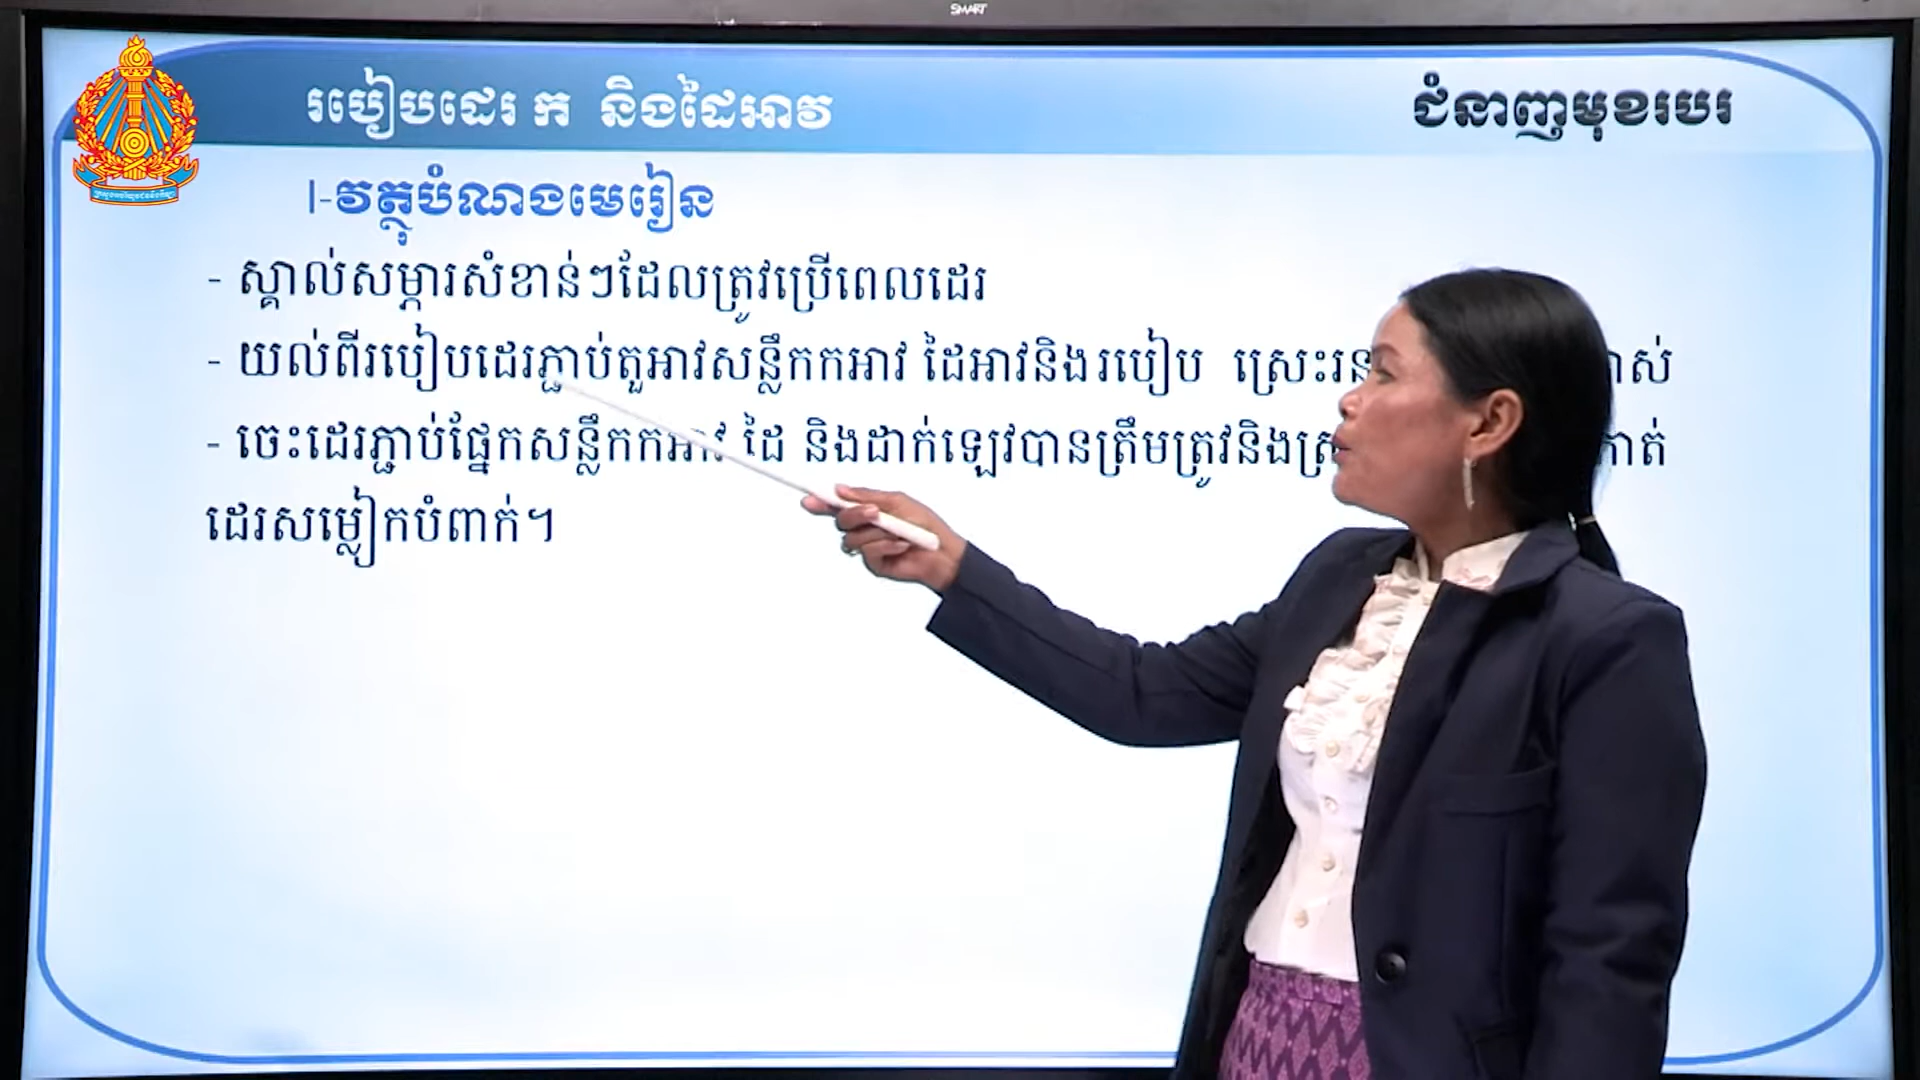 SMART
របៀបដេរ ក និងដៃអាវ
ជំនាញមុខរបរ
I-វត្ថុបំណងមេរៀន
- ស្គាល់សម្ភារសំខាន់ៗដែលត្រូវប្រើពេលដេរ
- យល់ពីរបៀបដេរភ្ជាប់តួអាវសន្លឹកកអាវ ដៃអាវនិងរបៀប ស្រេះរន
- ចេះដេរភ្ជាប់ផ្នែកសន្លឹកកអាវ ដៃ និងដាក់ឡេវបានត្រឹមត្រូវនិង
ដេរសម្លៀកបំពាក់។